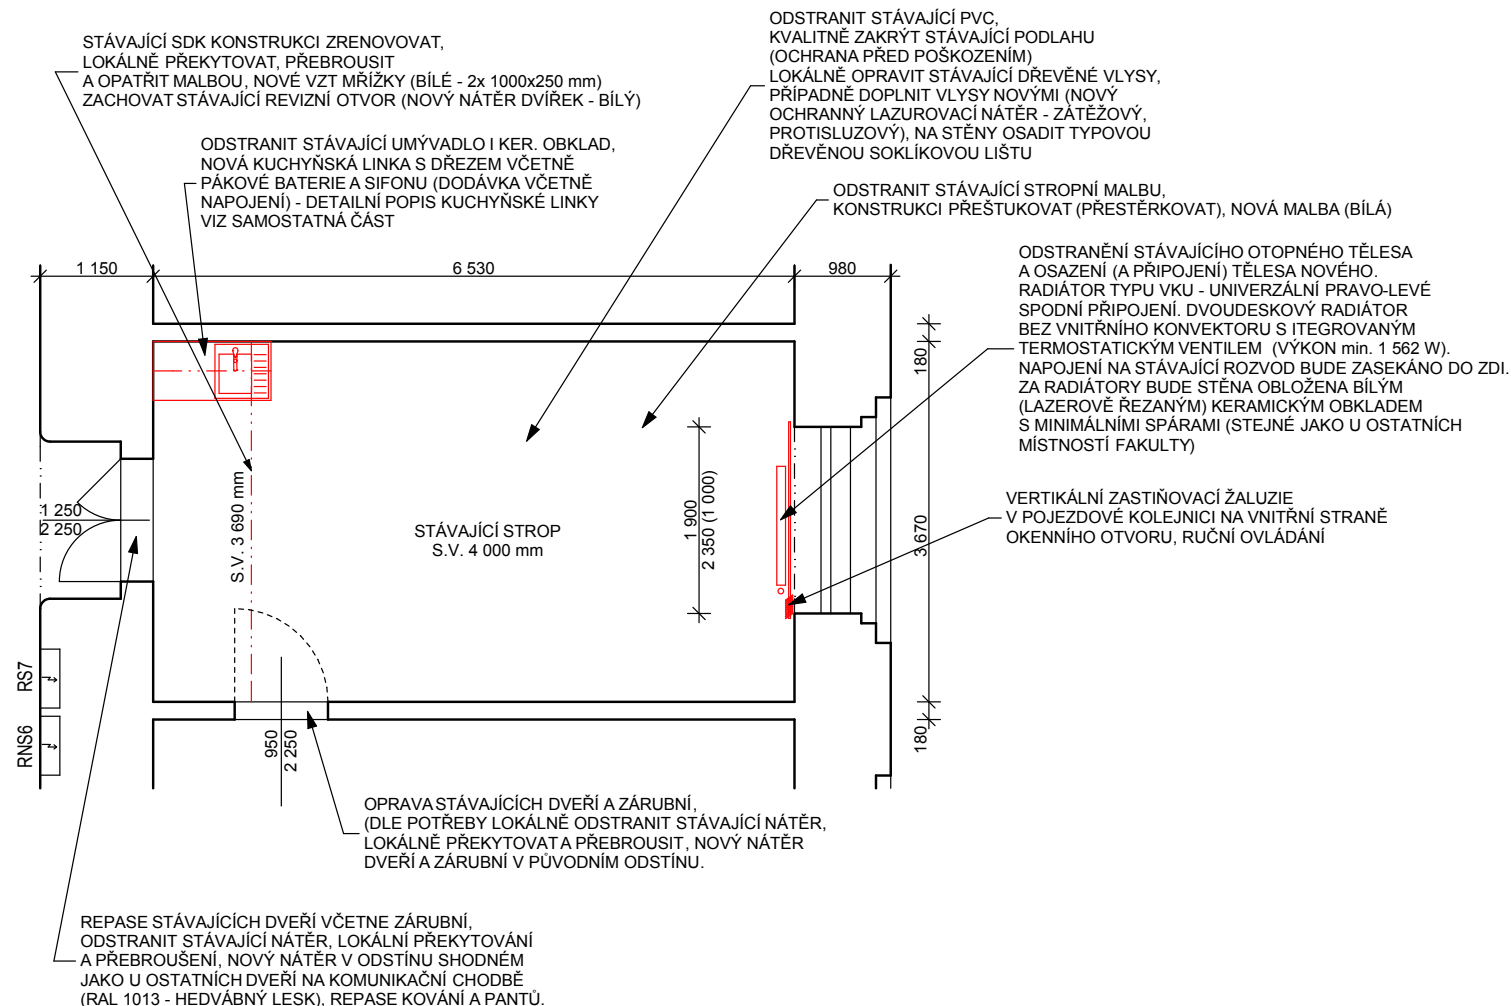 STÁVAJÍCÍ SDK KONSTRUKCI ZRENOVOVAT,
LOKÁLNĚ PŘEKYTOVAT, PŘEBROUSIT
A OPATŘIT MALBOU, NOVÉ VZT MŘÍŽKY (BÍLÉ - 2x 1000x250 mm)
ZACHOVAT STÁVAJÍCÍ REVIZNÍ OTVOR (NOVÝ NÁTĚR DVÍŘEK - BÍLÝ)
ODSTRANIT STÁVAJÍCÍ UMÝVADLO I KER. OBKLAD,
NOVÁ KUCHYŇSKÁ LINKA S DŘEZEM VČETNĚ
PÁKOVÉ BATERIE A SIFONU (DODÁVKA VČETNĚ
NAPOJENÍ) - DETAILNÍ POPIS KUCHYŇSKÉ LINKY
VIZ SAMOSTATNÁ ČÁST
ODSTRANIT STÁVAJÍCÍ PVC,
KVALITNĚ ZAKRÝT STÁVAJÍCÍ PODLAHU
(OCHRANA PŘED POŠKOZENÍM)
LOKÁLNĚ OPRAVIT STÁVAJÍCÍ DŘEVĚNÉ VLYSY,
PŘÍPADNĚ DOPLNIT VLYSY NOVÝMI (NOVÝ
OCHRANNÝ LAZUROVACÍ NÁTĚR - ZÁTĚŽOVÝ,
PROTISLUZOVÝ), NA STĚNY OSADIT TYPOVOU
DŘEVĚNOU SOKLÍKOVOU LIŠTU
ODSTRANIT STÁVAJÍCÍ STROPNÍ MALBU,
KONSTRUKCI PŘEŠTUKOVAT (PŘESTĚRKOVAT), NOVÁ MALBA (BÍLÁ)
ODSTRANĚNÍ STÁVAJÍCÍHO OTOPNÉHO TĚLESA
A OSAZENÍ (A PŘIPOJENÍ) TĚLESA NOVÉHO.
RADIÁTOR TYPU VKU - UNIVERZÁLNÍ PRAVO-LEVÉ
SPODNÍ PŘIPOJENÍ. DVOUDESKOVÝ RADIÁTOR
BEZ VNITŘNÍHO KONVEKTORU S ITEGROVANÝM
TERMOSTATICKÝM VENTILEM (VÝKON min. 1 562 W).
NAPOJENÍ NA STÁVAJÍCÍ ROZVOD BUDE ZASEKÁNO DO ZDI.
ZA RADIÁTORY BUDE STĚNA OBLOŽENA BÍLÝM
(LAZEROVĚ ŘEZANÝM) KERAMICKÝM OBKLADEM
S MINIMÁLNÍMI SPÁRAMI (STEJNÉ JAKO U OSTATNÍCH
MÍSTNOSTÍ FAKULTY)
VERTIKÁLNÍ ZASTIŇOVACÍ ŽALUZIE
V POJEZDOVÉ KOLEJNICI NA VNITŘNÍ STRANĚ
OKENNÍHO OTVORU, RUČNÍ OVLÁDÁNÍ
1 150
6 530
980
180
3 670
180
1 900
2 350 (1 000)
1 250
2 250
S.V. 3 690 mm
STÁVAJÍCÍ STROP
S.V. 4 000 mm
RS7
RNS6
950
2 250
OPRAVA STÁVAJÍCÍCH DVEŘÍ A ZÁRUBNÍ,
(DLE POTŘEBY LOKÁLNĚ ODSTRANIT STÁVAJÍCÍ NÁTĚR,
LOKÁLNĚ PŘEKYTOVAT A PŘEBROUSIT, NOVÝ NÁTĚR
DVEŘÍ A ZÁRUBNÍ V PŮVODNÍM ODSTÍNU.
REPASE STÁVAJÍCÍCH DVEŘÍ VČETNE ZÁRUBNÍ,
ODSTRANIT STÁVAJÍCÍ NÁTĚR, LOKÁLNÍ PŘEKYTOVÁNÍ
A PŘEBROUŠENÍ, NOVÝ NÁTĚR V ODSTÍNU SHODNÉM
JAKO U OSTATNÍCH DVEŘÍ NA KOMUNIKAČNÍ CHODBĚ
(RAL 1013 - HEDVÁBNÝ LESK), REPASE KOVÁNÍ A PANTŮ.